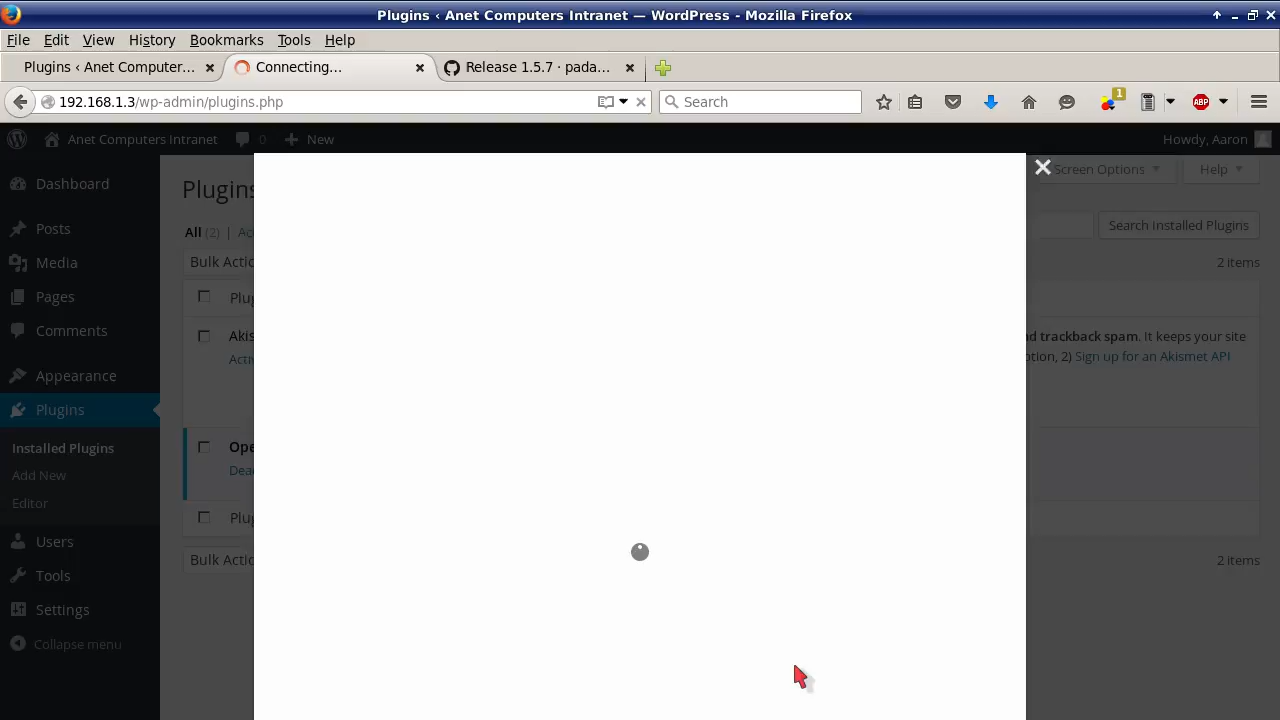 Plugins ‹ Anet Computers Intranet — WordPress - Mozilla Firefox
File Edit View History Bookmarks Tools Help
Plugins ‹ Anet Computer... Connecting... Release 1.5.7 · pada...
192.168.1.3/wp-admin/plugins.php Search 1 ABP
Anet Computers Intranet 0 New Howdy, Aaron
Screen Options Help
Dashboard
Plugins
Posts
All (2) | Ac
Search Installed Plugins
Media
Bulk Actio
2 items
Pages
Plug
Comments
Akis
d trackback spam. It keeps your site
Activ
tion, 2) Sign up for an Akismet API
Appearance
Plugins
Installed Plugins
Ope
Deac
Add New
Editor
Plug
Users
Bulk Actio
2 items
Tools
Settings
Collapse menu